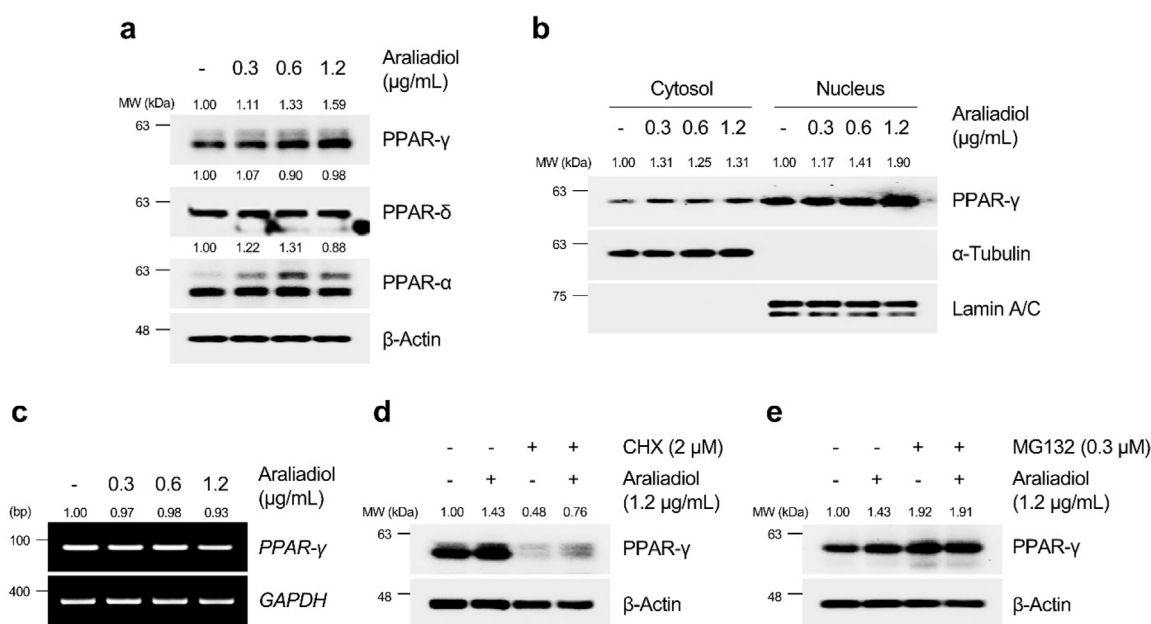 a
- 0.3 0.6 1.2 Araliadiol (µg/mL)
MW (kDa) 1.00 1.11 1.33 1.59
63 PPAR-γ
1.00 1.07 0.90 0.98
63 PPAR-δ
1.00 1.22 1.31 0.88
63 PPAR-α
48 β-Actin
b
Cytosol Nucleus
- 0.3 0.6 1.2 - 0.3 0.6 1.2 Araliadiol (µg/mL)
MW (kDa) 1.00 1.31 1.25 1.31 1.00 1.17 1.41 1.90
63 PPAR-γ
63 α-Tubulin
75 Lamin A/C
c
- 0.3 0.6 1.2 Araliadiol (µg/mL)
(bp) 1.00 0.97 0.98 0.93
100 PPAR-γ
400 GAPDH
d
- - + + CHX (2 µM)
- + - + Araliadiol (1.2 µg/mL)
MW (kDa) 1.00 1.43 0.48 0.76
63 PPAR-γ
48 β-Actin
e
- - + + MG132 (0.3 µM)
- + - + Araliadiol (1.2 µg/mL)
MW (kDa) 1.00 1.43 1.92 1.91
63 PPAR-γ
48 β-Actin